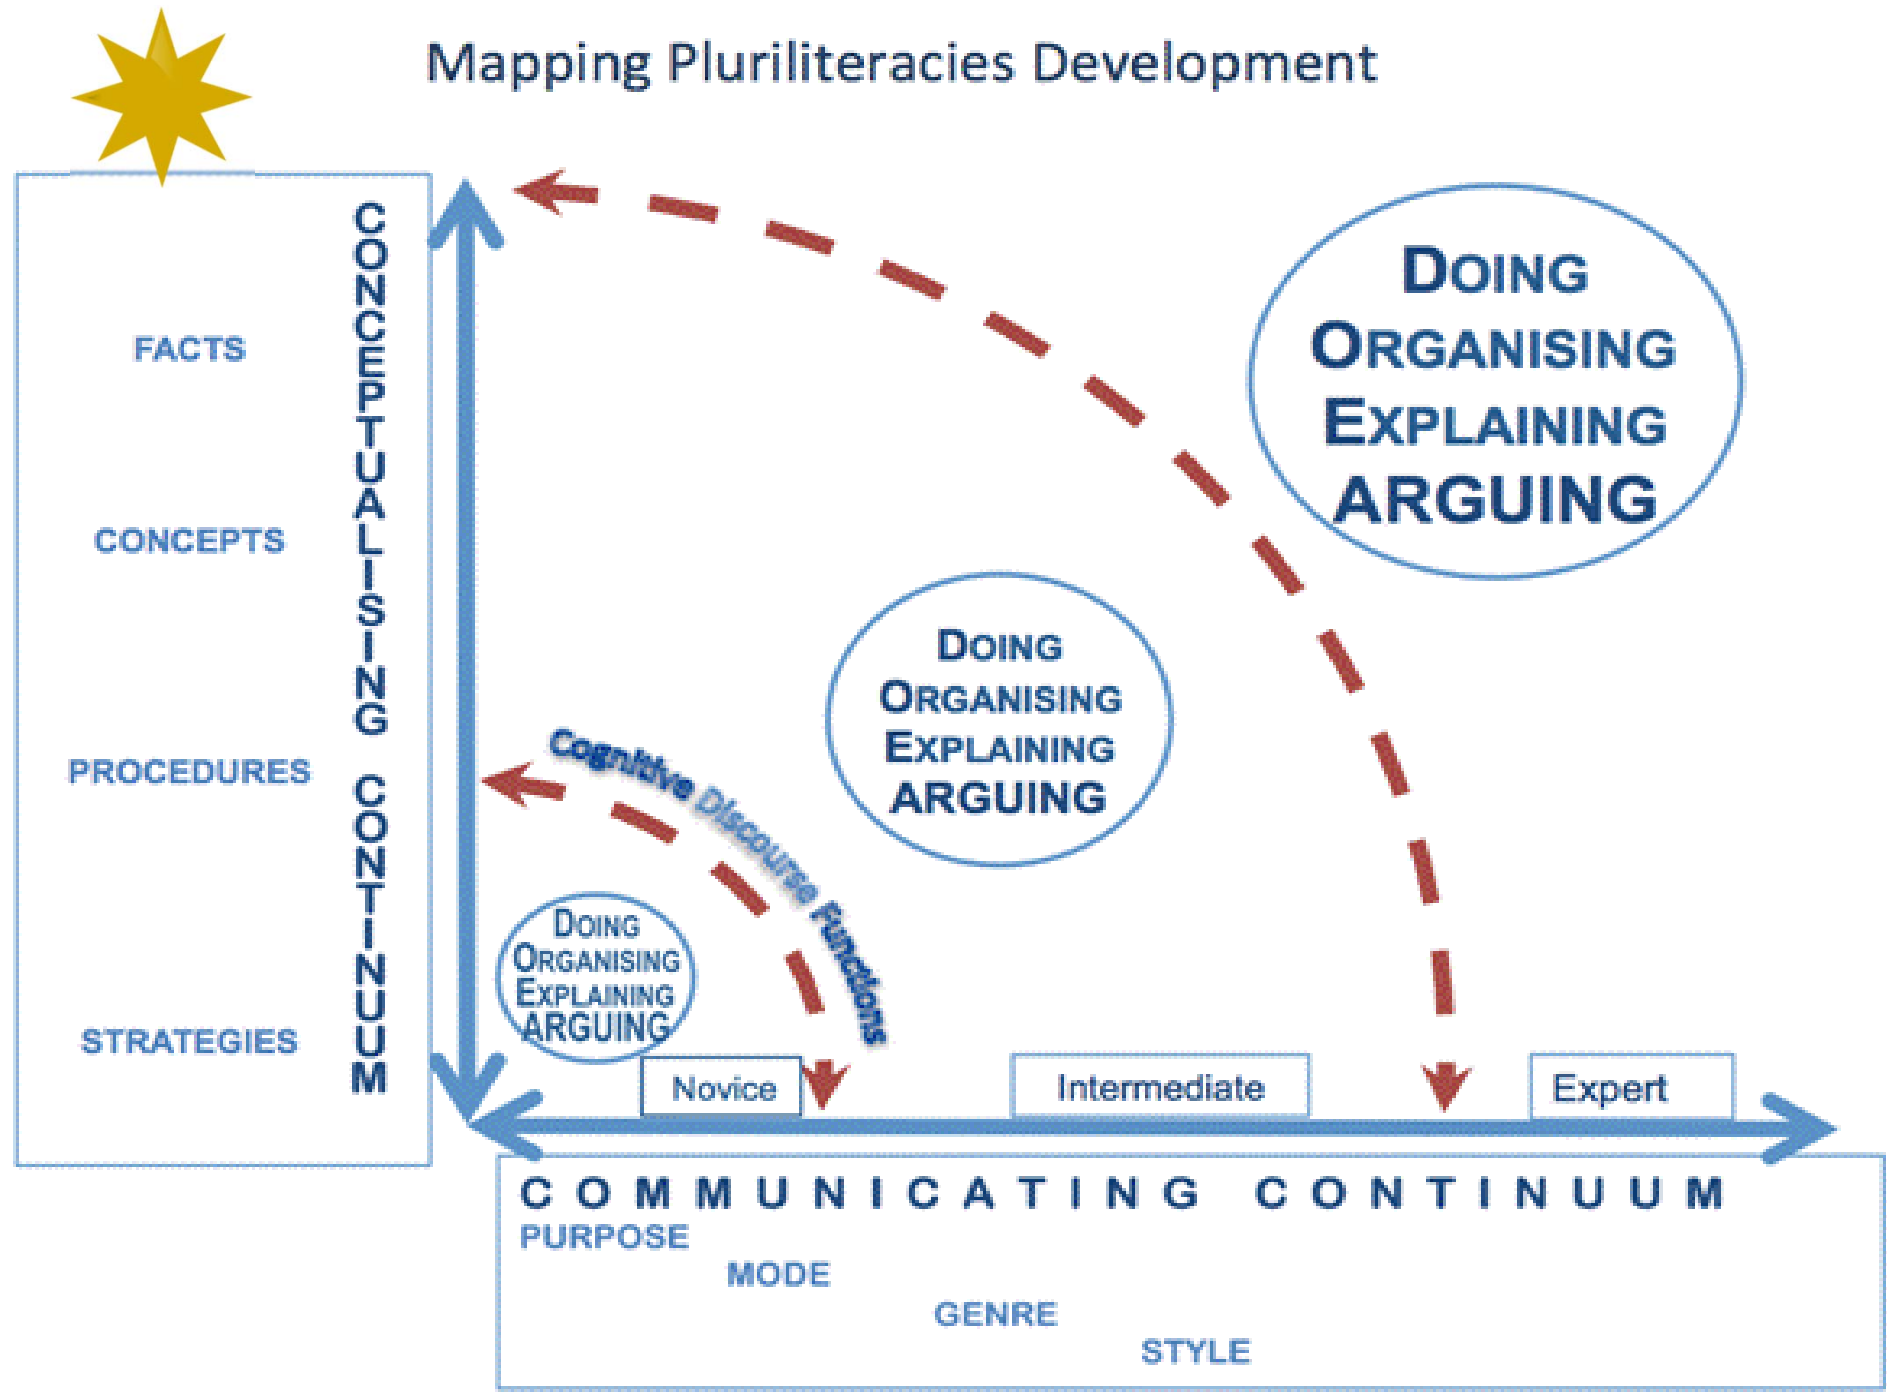 Mapping Pluriliteracies Development
CONCEPTUALISING CONTINUUM
FACTS
CONCEPTS
PROCEDURES
STRATEGIES
DOING
ORGANISING
EXPLAINING
ARGUING
DOING
ORGANISING
EXPLAINING
ARGUING
Cognitive Discourse Functions
DOING
ORGANISING
EXPLAINING
ARGUING
Novice
Intermediate
Expert
COMMUNICATING CONTINUUM
PURPOSE
MODE
GENRE
STYLE